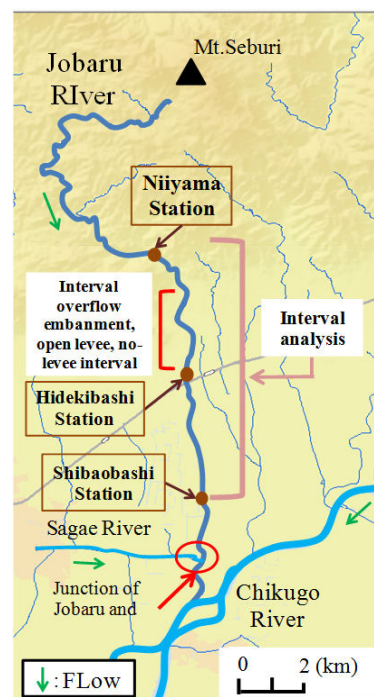 Mt.Seburi
Jobaru
RIver
Niiyama
Station
Interval
overflow
embanment,
open levee, no-
levee interval
Interval
analysis
Hidekibashi
Station
Shibaobashi
Station
Sagae River
Junction of
Jobaru and
Chikugo
River
: FLow
0 2 (km)